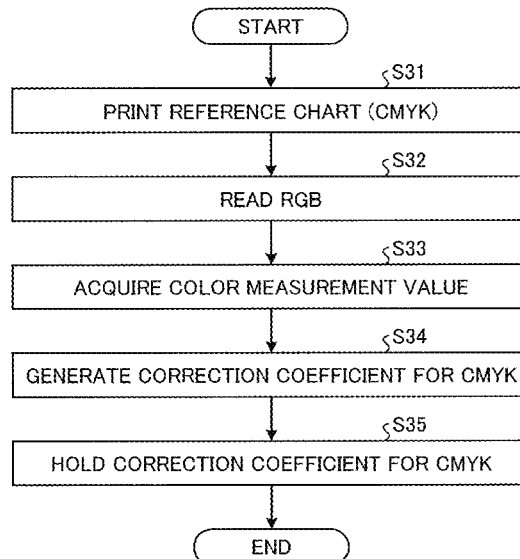 START
S31
PRINT REFERENCE CHART (CMYK)
S32
READ RGB
S33
ACQUIRE COLOR MEASUREMENT VALUE
S34
GENERATE CORRECTION COEFFICIENT FOR CMYK
S35
HOLD CORRECTION COEFFICIENT FOR CMYK
END